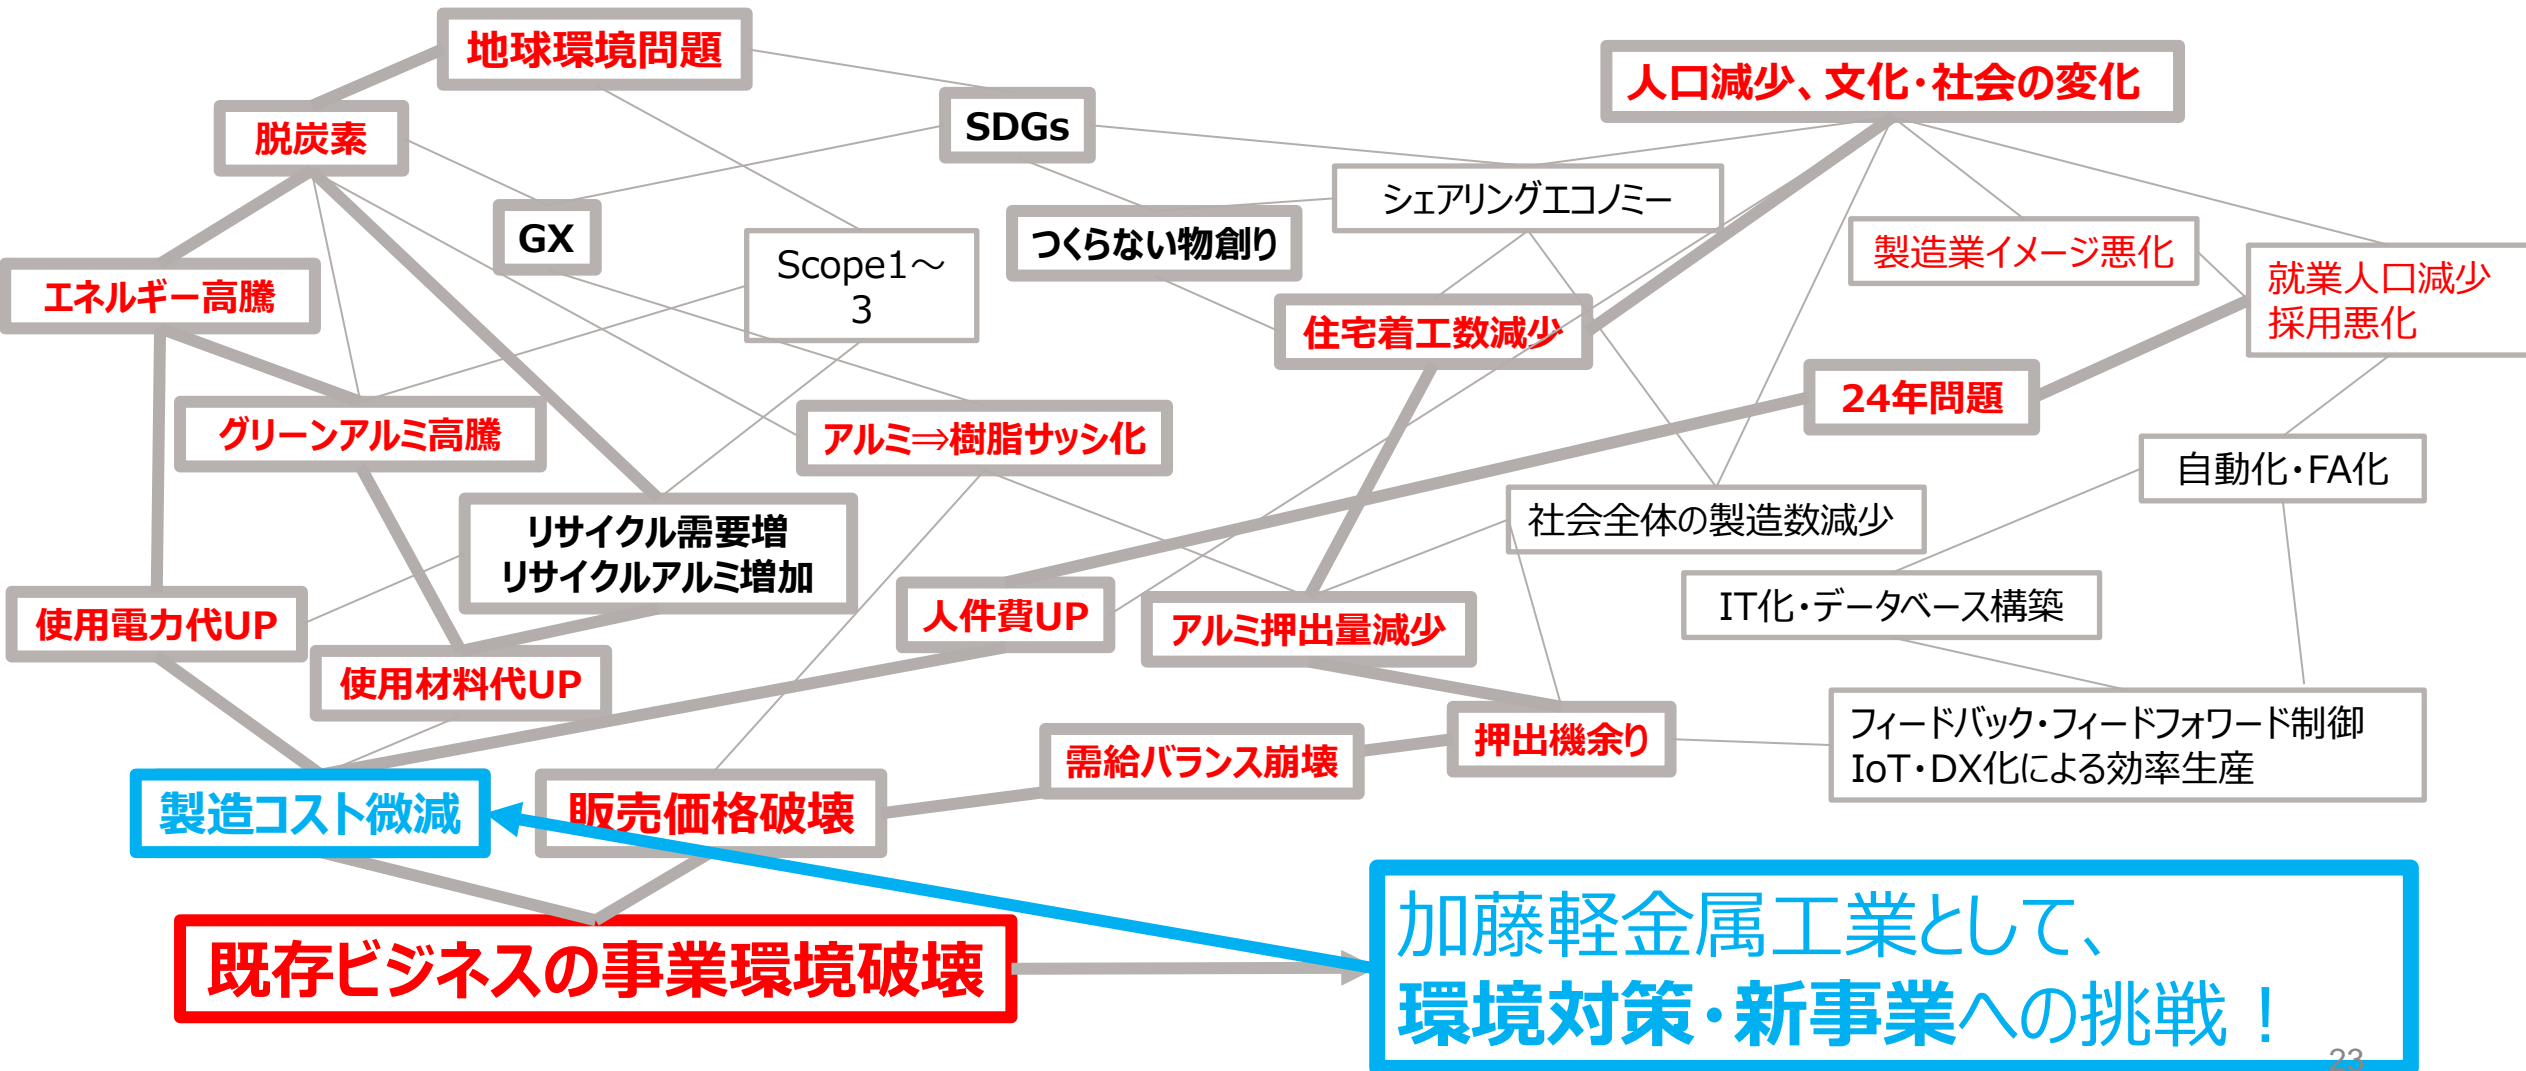 地球環境問題
人口減少、文化・社会の変化
脱炭素
SDGs
シェアリングエコノミー
GX
つくらない物創り
製造業イメージ悪化
Scope1～
3
就業人口減少
採用悪化
エネルギー高騰
住宅着工数減少
24年問題
グリーンアルミ高騰
アルミ⇒樹脂サッシ化
自動化・FA化
リサイクル需要増
リサイクルアルミ増加
社会全体の製造数減少
使用電力代UP
人件費UP
アルミ押出量減少
IT化・データベース構築
使用材料代UP
フィードバック・フィードフォワード制御
IoT・DX化による効率生産
押出機余り
需給バランス崩壊
製造コスト微減
販売価格破壊
既存ビジネスの事業環境破壊
加藤軽金属工業として、
環境対策・新事業への挑戦！
23